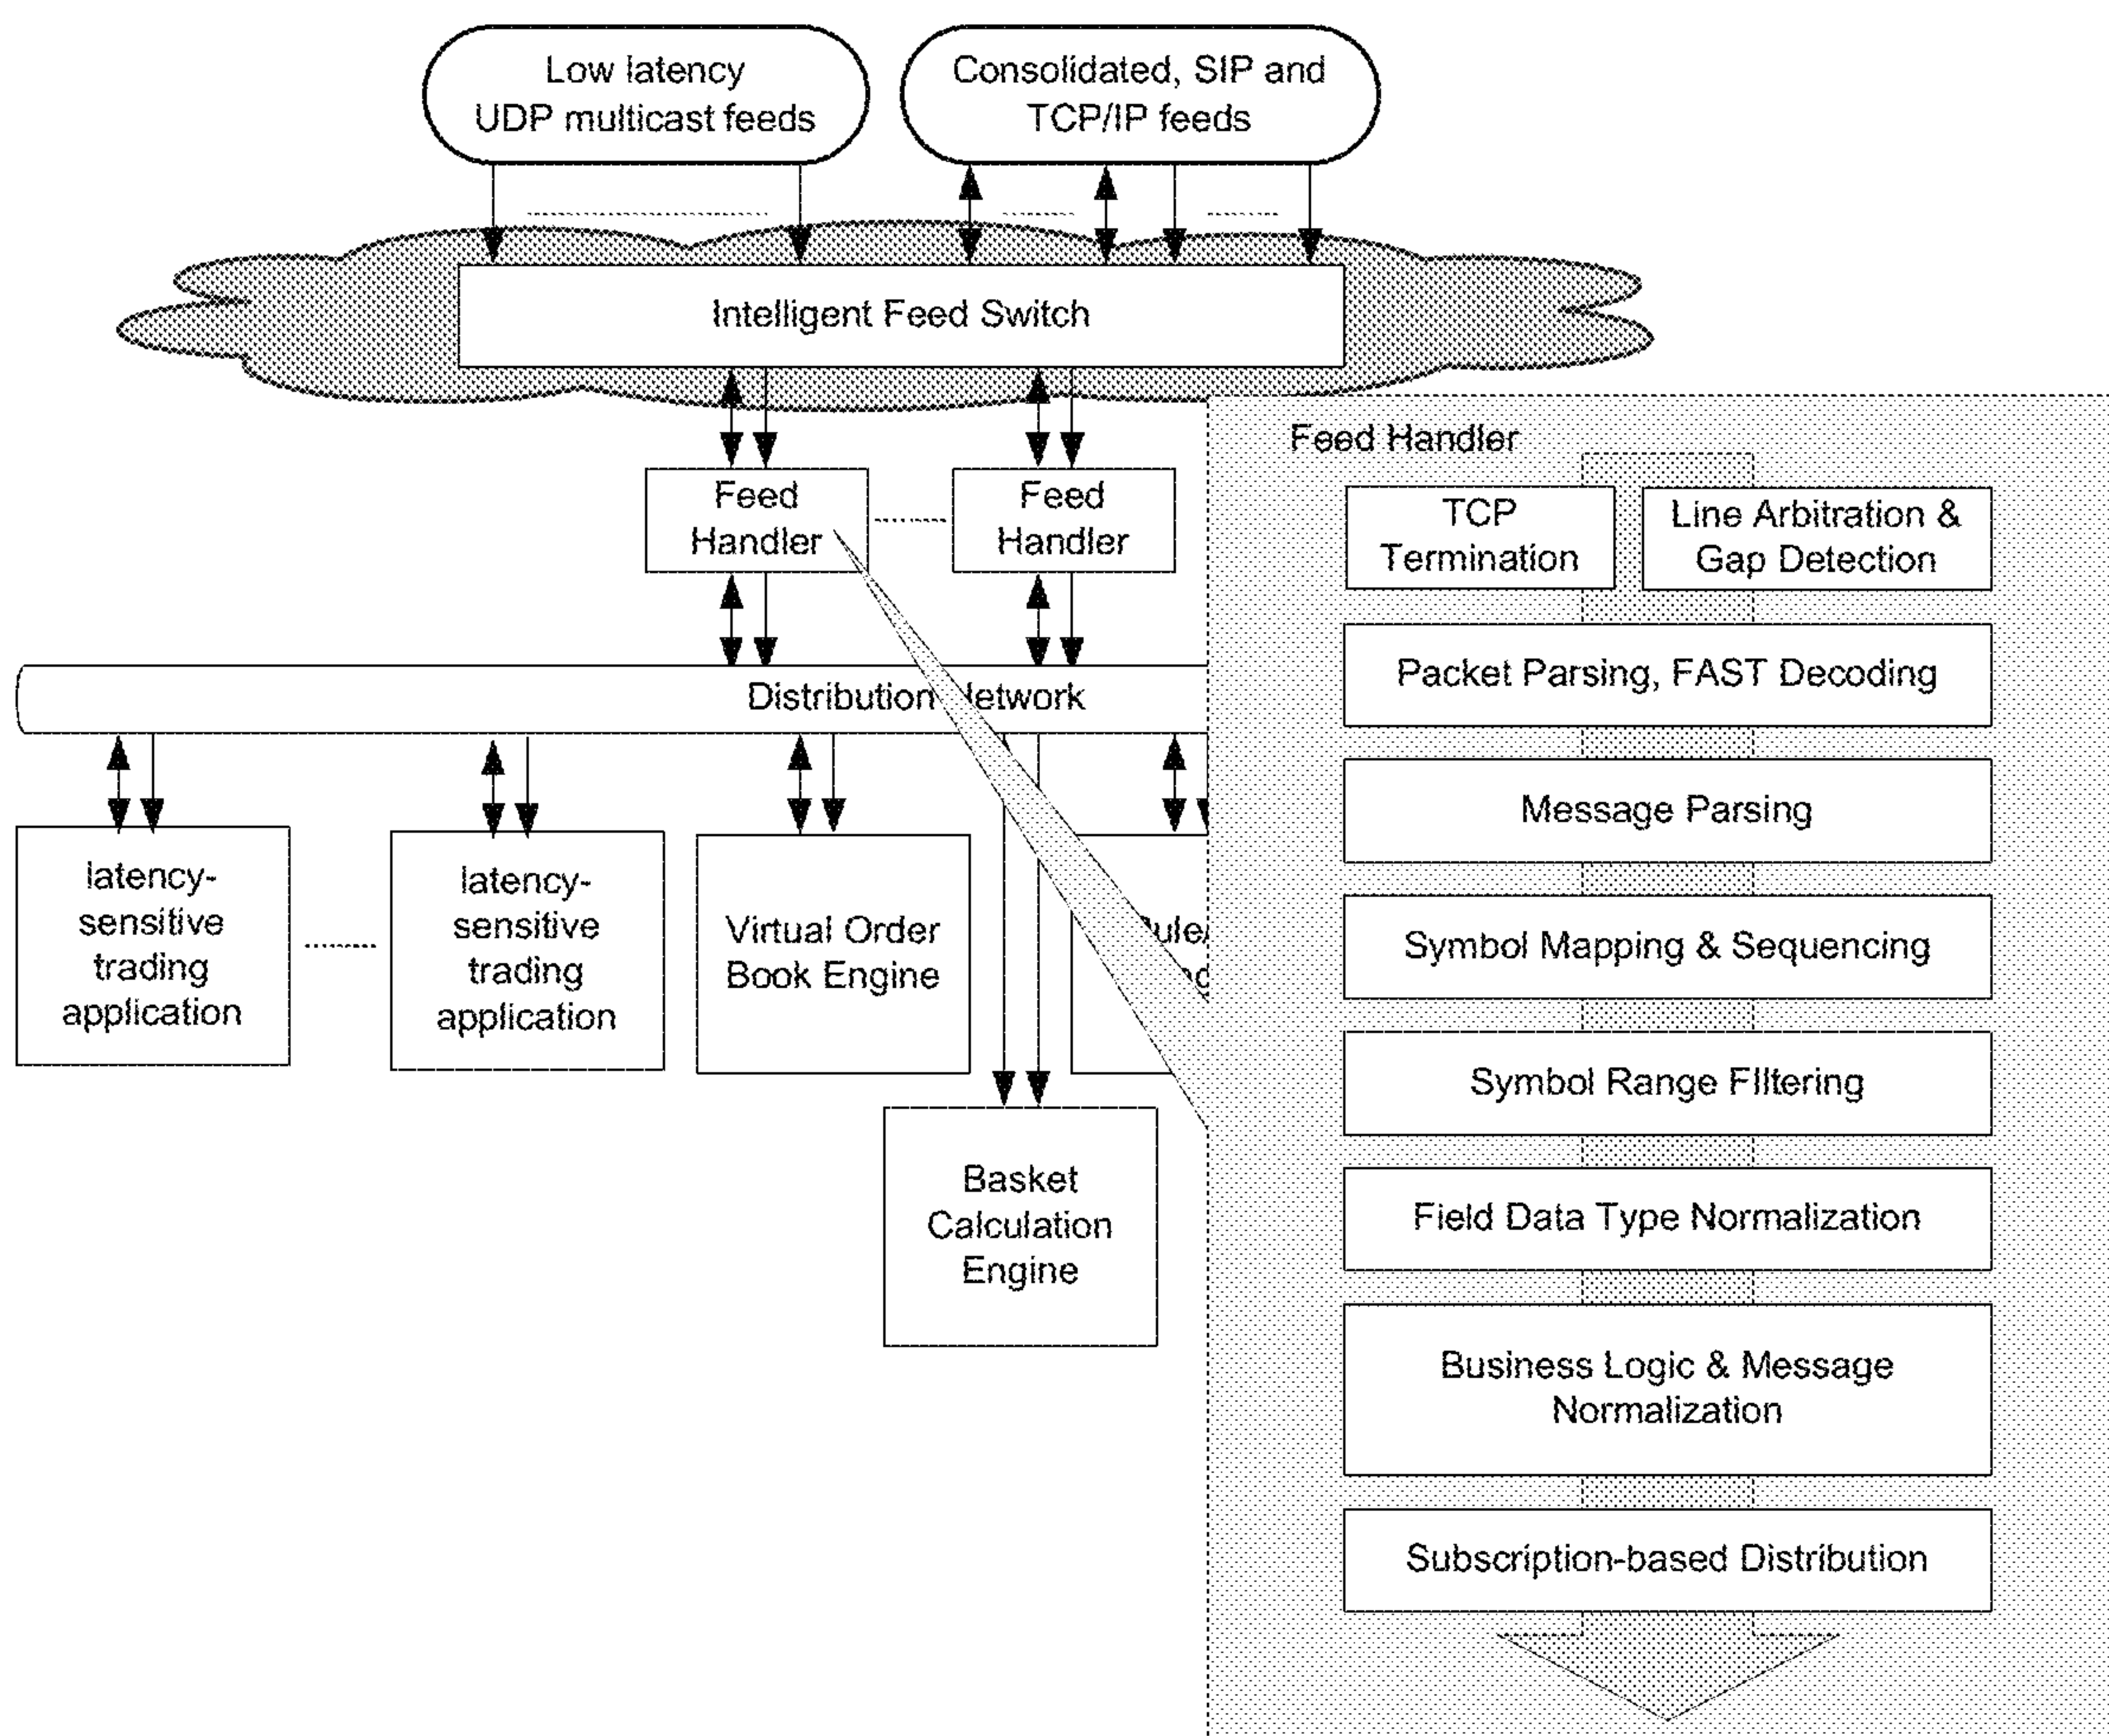 Low latency
UDP multicast feeds
Consolidated, SIP and
TCP/IP feeds
Intelligent Feed Switch
Feed
Handler
Feed
Handler
Distribution
latency-
sensitive
trading
application
latency-
sensitive
trading
application
Virtual Order
Book Engine
Basket
Calculation
Engine
Feed Handler
TCP
Termination
Line Arbitration &
Gap Detection
Packet Parsing, FAST Decoding
Message Parsing
Symbol Mapping & Sequencing
Symbol Range FIltering
Field Data Type Normalization
Business Logic & Message
Normalization
Subscription-based Distribution